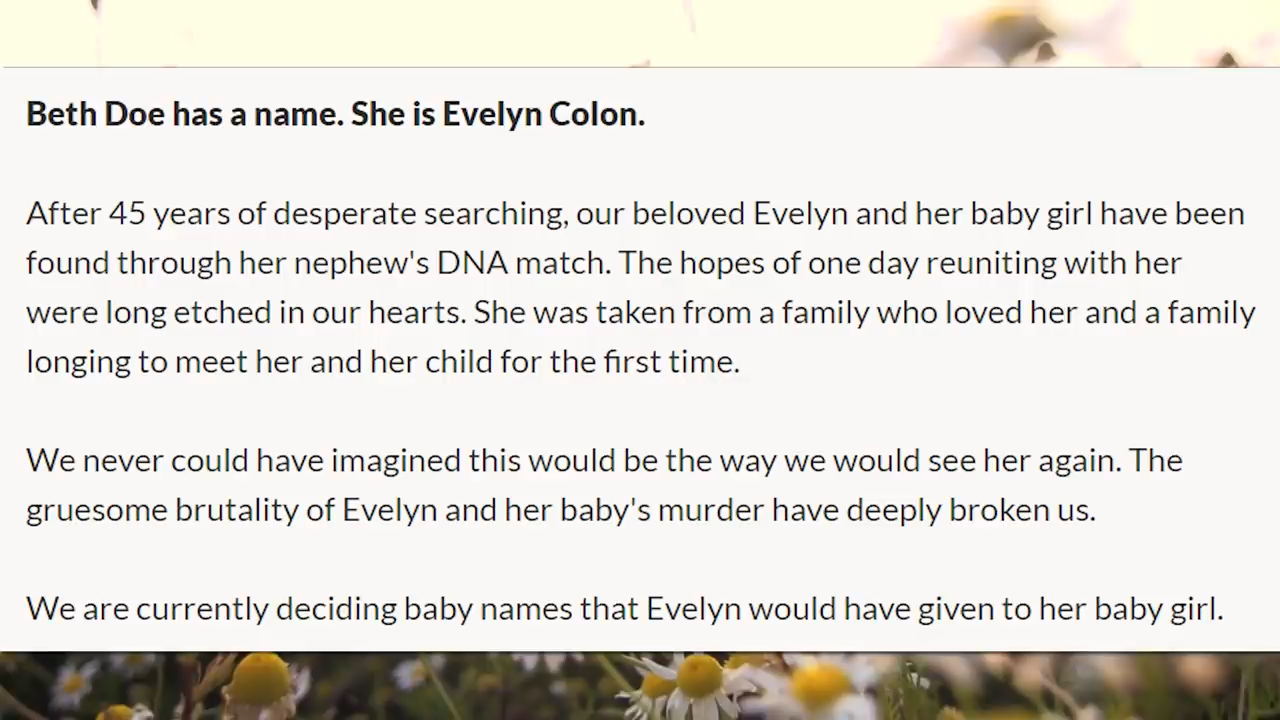 Beth Doe has a name. She is Evelyn Colon.
After 45 years of desperate searching, our beloved Evelyn and her baby girl have been
found through her nephew's DNA match. The hopes of one day reuniting with her
were long etched in our hearts. She was taken from a family who loved her and a family
longing to meet her and her child for the first time.
We never could have imagined this would be the way we would see her again. The
gruesome brutality of Evelyn and her baby's murder have deeply broken us.
We are currently deciding baby names that Evelyn would have given to her baby girl.